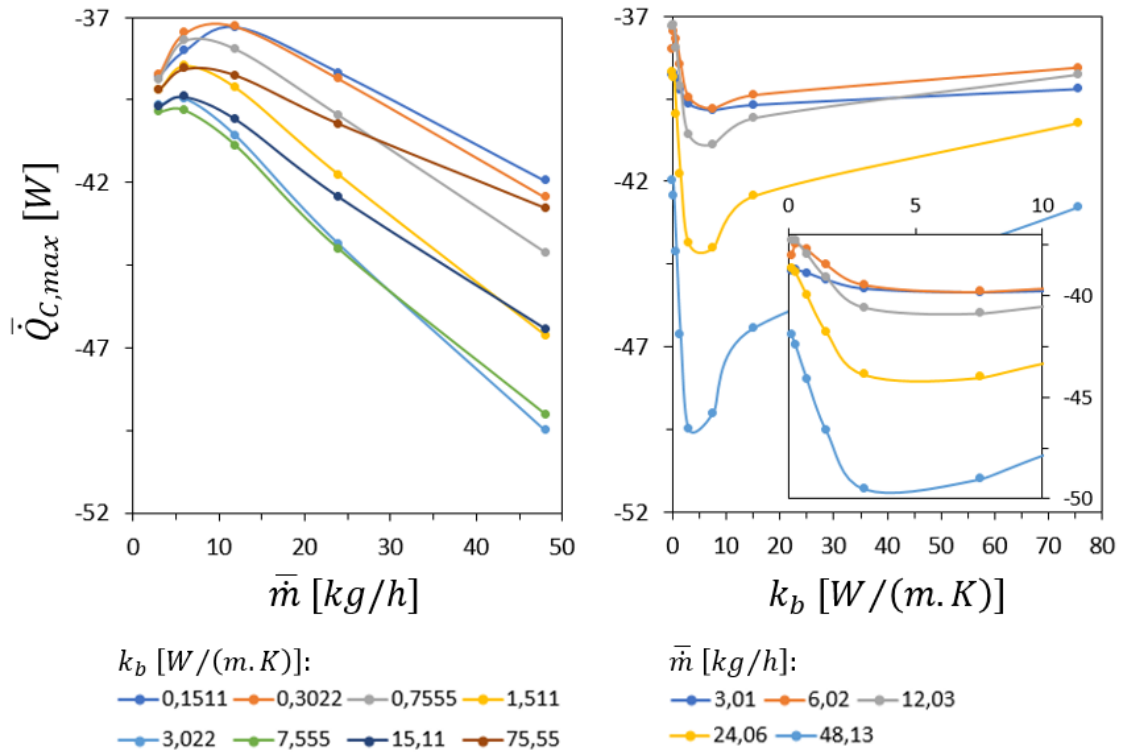 -37
-42
-47
-52
0 10 20 30 40 50
Q̇̅_C,max [W]
ṁ̅ [kg/h]
k_b [W/(m.K)]:
0,1511 0,3022 0,7555 1,511
3,022 7,555 15,11 75,55
-37
-42
-47
-52
0 10 20 30 40 50 60 70 80
0 5 10
-40
-45
-50
k_b [W/(m.K)]
ṁ̅ [kg/h]:
3,01 6,02 12,03
24,06 48,13